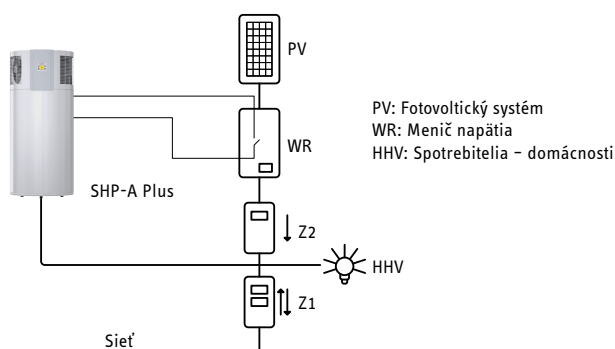 PV
PV: Fotovoltický systém
WR: Menič napätia
HHV: Spotrebitelia – domácnosti
WR
SHP-A Plus
Z2
HHV
Z1
Sieť